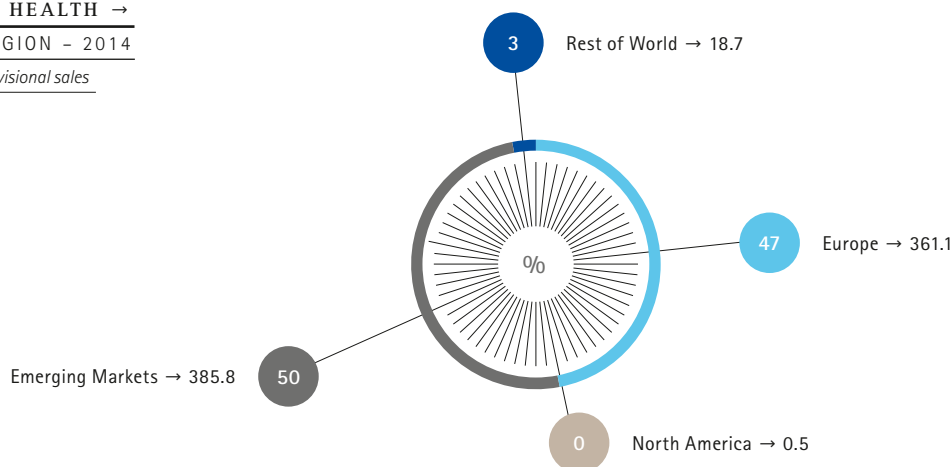 HEALTH →
GION – 2014
visional sales
3
Rest of World → 18.7
47
Europe → 361.1
%
Emerging Markets → 385.8
50
0
North America → 0.5